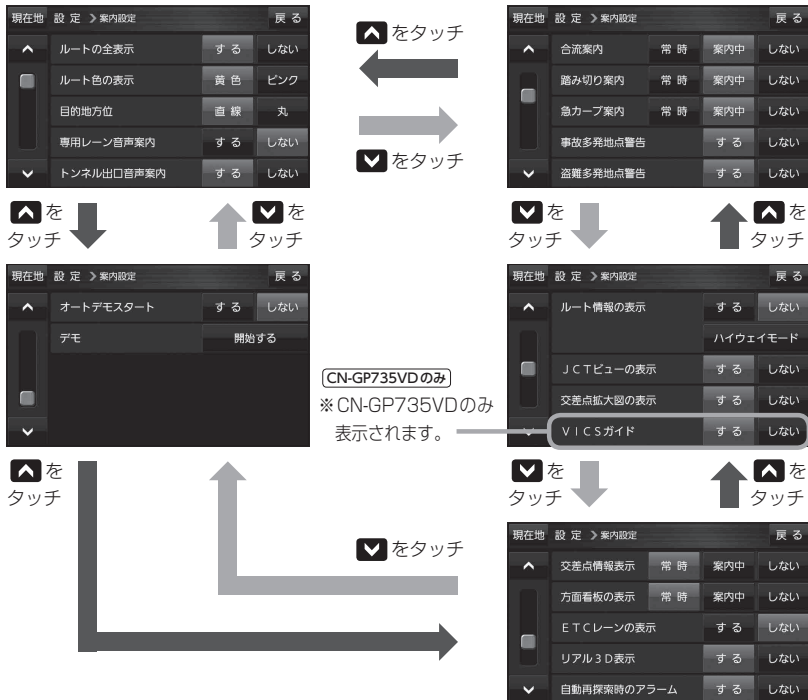 現在地 設定 案内設定 戻る
ルートの全表示 する しない
ルート色の表示 黄色 ピンク
目的地方位 直線 丸
専用レーン音声案内 する しない
トンネル出口音声案内 する しない
をタッチ
をタッチ
現在地 設定 案内設定 戻る
合流案内 常時 案内中 しない
踏み切り案内 常時 案内中 しない
急カーブ案内 常時 案内中 しない
事故多発地点警告 する しない
盗難多発地点警告 する しない
を
タッチ
を
タッチ
を
タッチ
を
タッチ
現在地 設定 案内設定 戻る
オートデモスタート する しない
デモ 開始する
CN-GP735VDのみ
※CN-GP735VDのみ
表示されます。
現在地 設定 案内設定 戻る
ルート情報の表示 する しない
ハイウェイモード
JCTビューの表示 する しない
交差点拡大図の表示 する しない
VICSガイド する しない
を
タッチ
をタッチ
を
タッチ
を
タッチ
現在地 設定 案内設定 戻る
交差点情報表示 常時 案内中 しない
方面看板の表示 常時 案内中 しない
ETCレーンの表示 する しない
リアル3D表示 する しない
自動再探索時のアラーム する しない